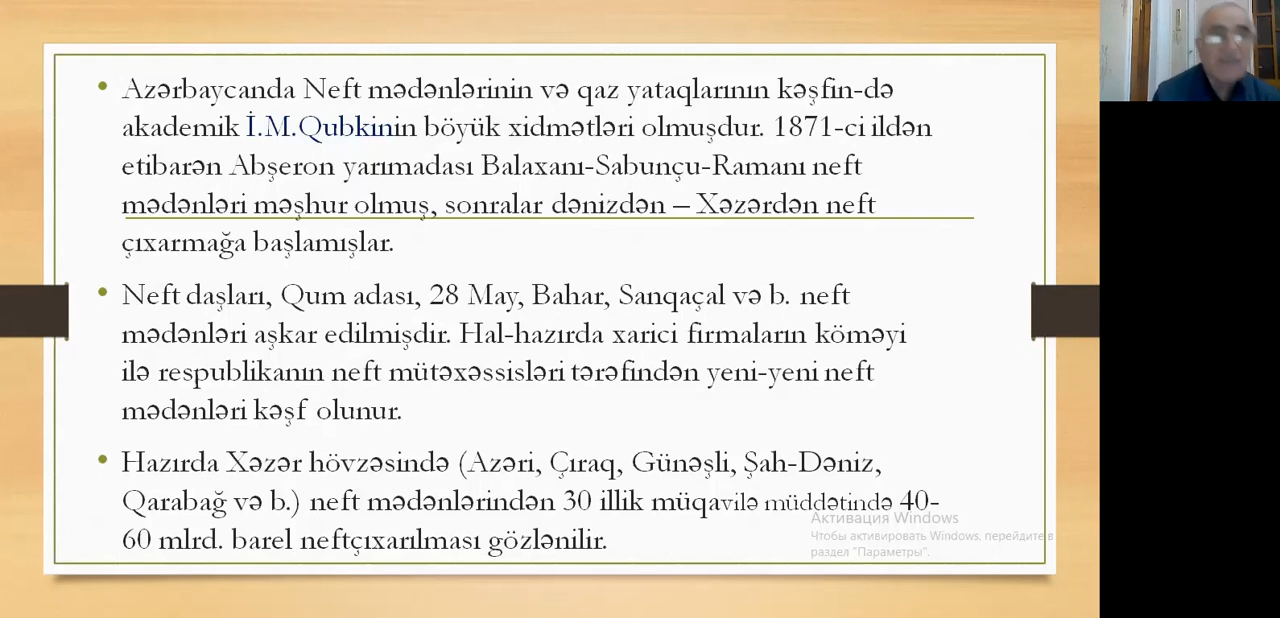 Azərbaycanda Neft mədənlərinin və qaz yataqlarının kəşfin-də
akademik İ.M.Qubkinin böyük xidmətləri olmuşdur. 1871-ci ildən
etibarən Abşeron yarımadası Balaxanı-Sabunçu-Ramanı neft
mədənləri məşhur olmuş, sonralar dənizdən – Xəzərdən neft
çıxarmağa başlamışlar.
Neft daşları, Qum adası, 28 May, Bahar, Sanqaçal və b. neft
mədənləri aşkar edilmişdir. Hal-hazırda xarici firmaların köməyi
ilə respublikanın neft mütəxəssisləri tərəfindən yeni-yeni neft
mədənləri kəşf olunur.
Hazırda Xəzər hövzəsində (Azəri, Çıraq, Günəşli, Şah-Dəniz,
Qarabağ və b.) neft mədənlərindən 30 illik müqavilə müddətində 40-
60 mlrd. barel neftçıxarılması gözlənilir.
Активация Windows
Чтобы активировать Windows, перейдите в
раздел "Параметры".